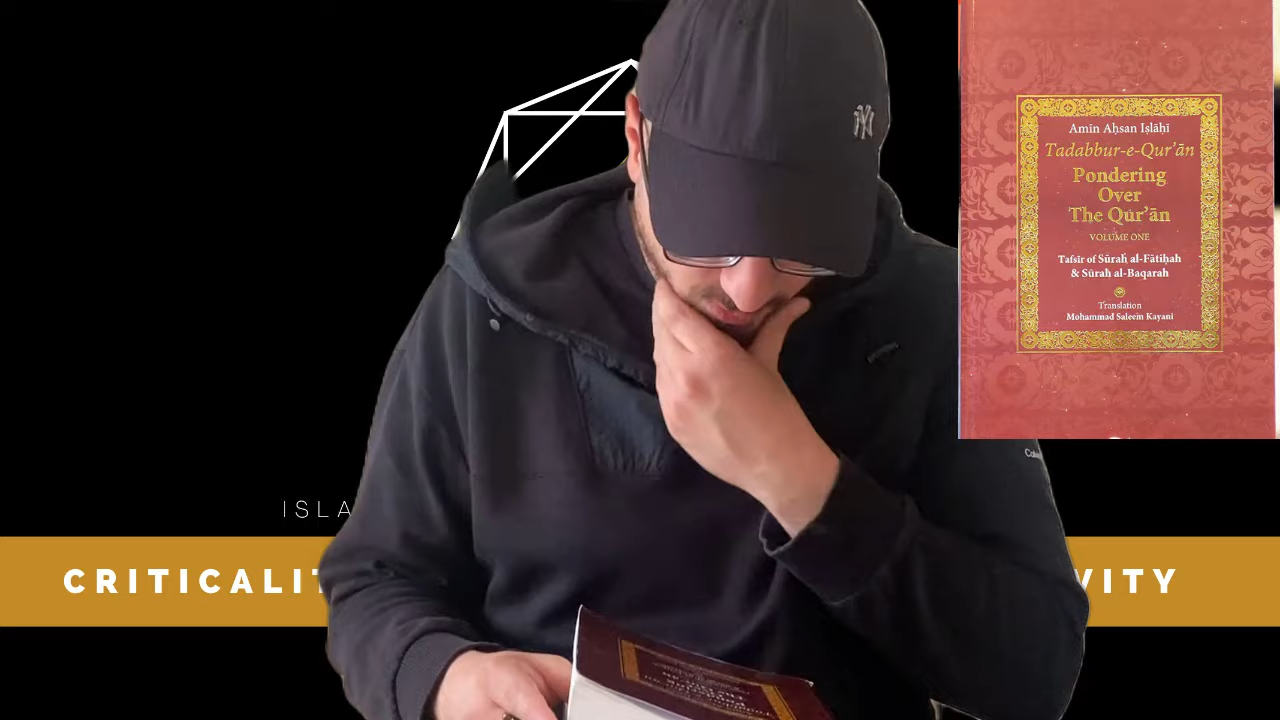 Amīn Aḥsan Iṣlāḥī
Tadabbur-e-Qur'ān
Pondering
Over
The Qur'ān
VOLUME ONE
Tafsīr of Sūrah al-Fātiḥah
& Sūrah al-Baqarah
Translation
Mohammad Saleem Kayani
ISLA
CRITICALIT VITY